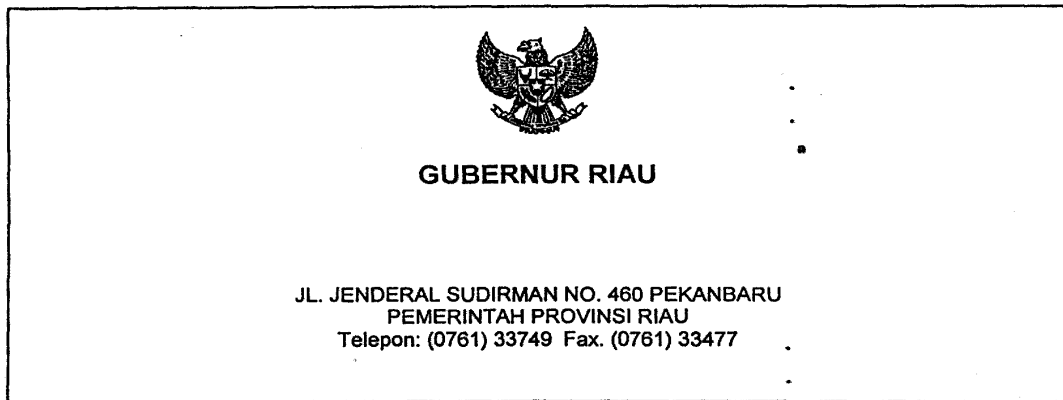 GUBERNUR RIAU
JL. JENDERAL SUDIRMAN NO. 460 PEKANBARU
PEMERINTAH PROVINSI RIAU
Telepon: (0761) 33749 Fax. (0761) 33477